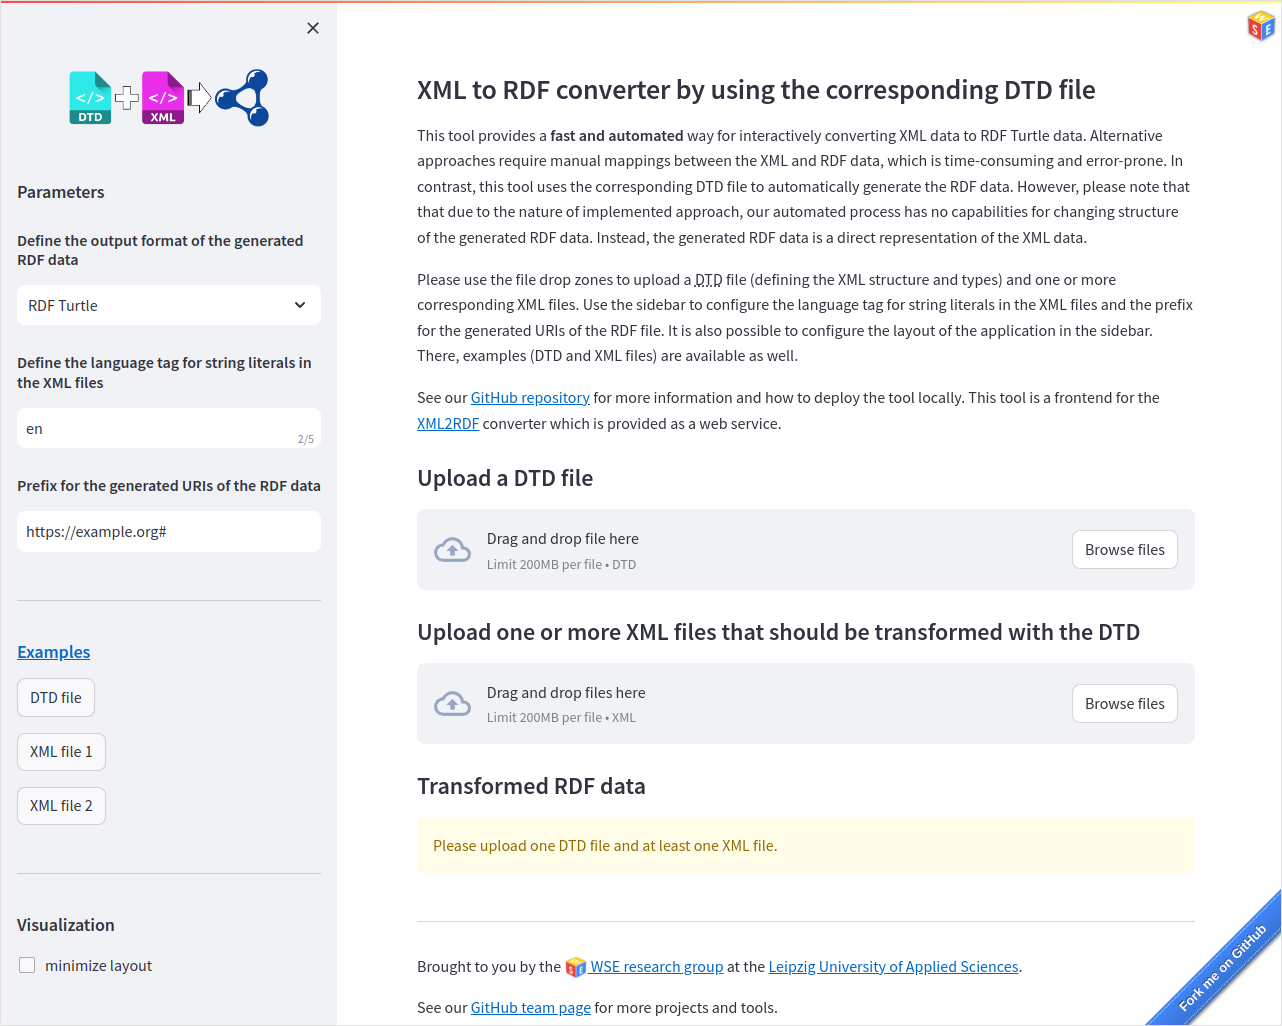 </> DTD
</> XML
Parameters
Define the output format of the generated
RDF data
RDF Turtle
Define the language tag for string literals in
the XML files
en
2/5
Prefix for the generated URIs of the RDF data
https://example.org#
Examples
DTD file
XML file 1
XML file 2
Visualization
minimize layout
WSE
XML to RDF converter by using the corresponding DTD file
This tool provides a fast and automated way for interactively converting XML data to RDF Turtle data. Alternative
approaches require manual mappings between the XML and RDF data, which is time-consuming and error-prone. In
contrast, this tool uses the corresponding DTD file to automatically generate the RDF data. However, please note that
that due to the nature of implemented approach, our automated process has no capabilities for changing structure
of the generated RDF data. Instead, the generated RDF data is a direct representation of the XML data.
Please use the file drop zones to upload a DTD file (defining the XML structure and types) and one or more
corresponding XML files. Use the sidebar to configure the language tag for string literals in the XML files and the prefix
for the generated URIs of the RDF file. It is also possible to configure the layout of the application in the sidebar.
There, examples (DTD and XML files) are available as well.
See our GitHub repository for more information and how to deploy the tool locally. This tool is a frontend for the
XML2RDF converter which is provided as a web service.
Upload a DTD file
Drag and drop file here
Limit 200MB per file • DTD
Browse files
Upload one or more XML files that should be transformed with the DTD
Drag and drop files here
Limit 200MB per file • XML
Browse files
Transformed RDF data
Please upload one DTD file and at least one XML file.
Brought to you by the WSE research group at the Leipzig University of Applied Sciences.
See our GitHub team page for more projects and tools.
Fork me on GitHub